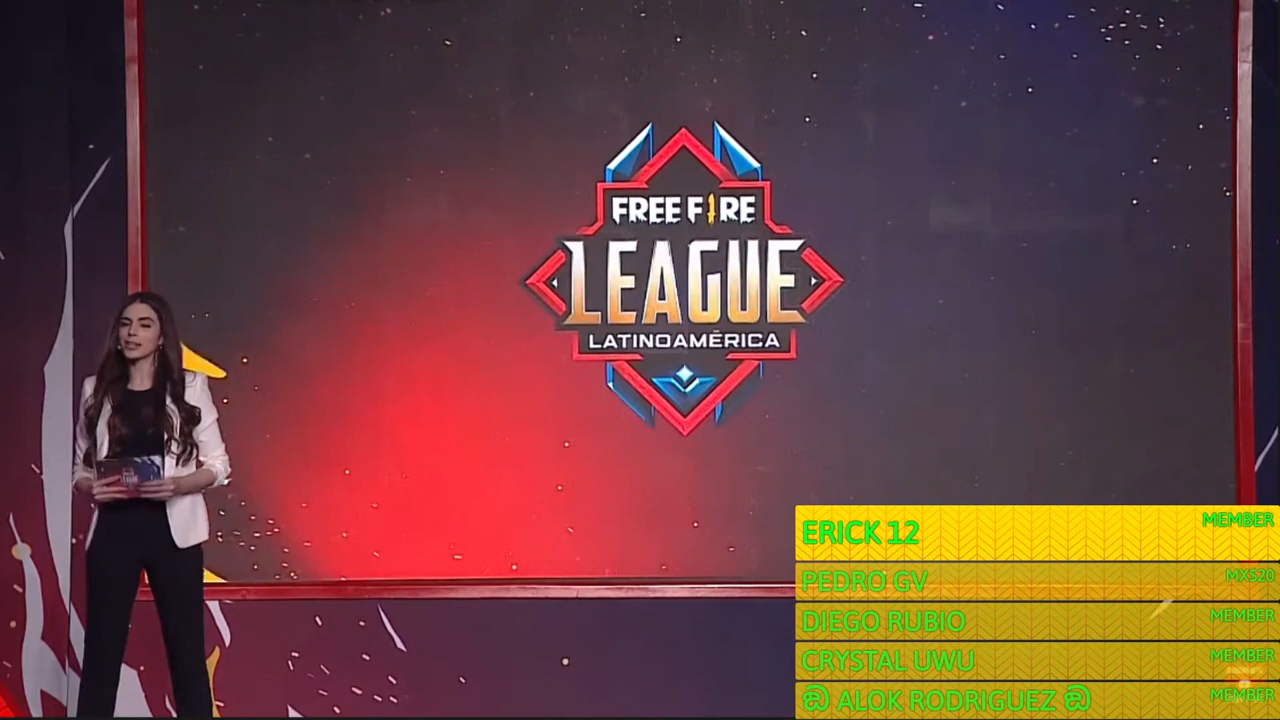 FREE FIRE
LEAGUE
LATINOAMÉRICA
ERICK 12 MEMBER
PEDRO GV MX$20
DIEGO RUBIO MEMBER
CRYSTAL UWU MEMBER
ඞ ALOK RODRIGUEZ ඞ MEMBER